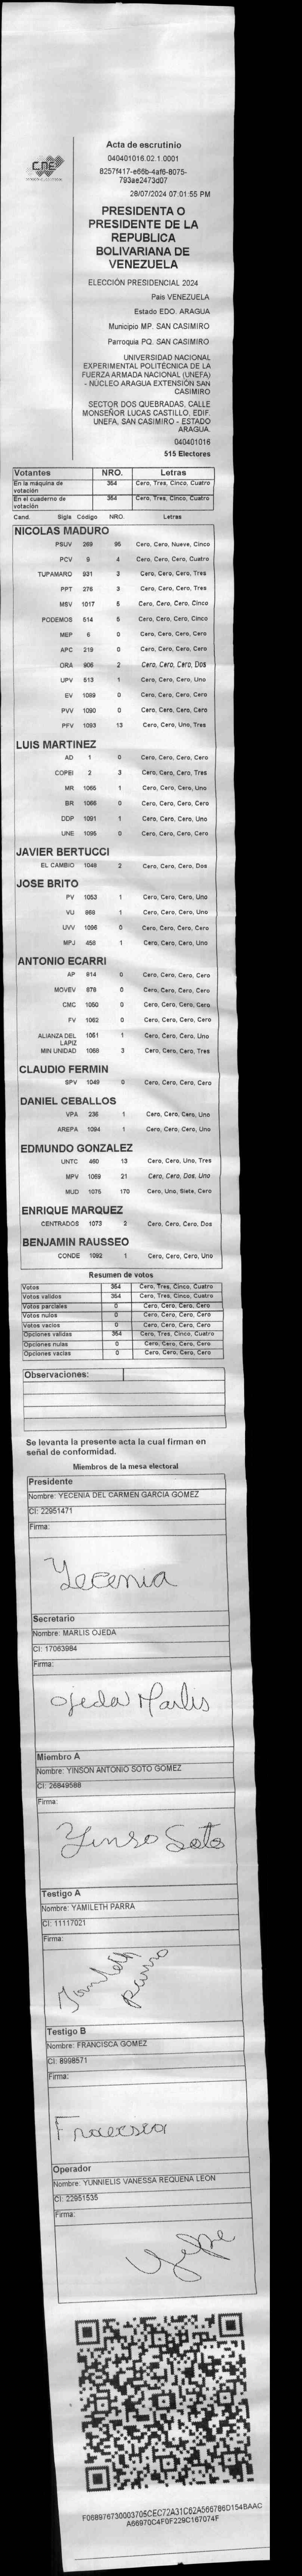 CNE
Acta de escrutinio
040401016.02.1.0001
8257f417-e66b-4af6-8075-
793ae2473d07
28/07/2024 07:01:55 PM
PRESIDENTA O
PRESIDENTE DE LA
REPUBLICA
BOLIVARIANA DE
VENEZUELA
ELECCIÓN PRESIDENCIAL 2024
País VENEZUELA
Estado EDO. ARAGUA
Municipio MP. SAN CASIMIRO
Parroquia PQ. SAN CASIMIRO
UNIVERSIDAD NACIONAL
EXPERIMENTAL POLITÉCNICA DE LA
FUERZA ARMADA NACIONAL (UNEFA)
- NÚCLEO ARAGUA EXTENSIÓN SAN
CASIMIRO
SECTOR DOS QUEBRADAS, CALLE
MONSEÑOR LUCAS CASTILLO, EDIF.
UNEFA, SAN CASIMIRO - ESTADO
ARAGUA.
040401016
515 Electores
Votantes NRO. Letras
En la máquina de votación 354 Cero, Tres, Cinco, Cuatro
En el cuaderno de votación 354 Cero, Tres, Cinco, Cuatro
Cand. Sigla Código NRO. Letras
NICOLAS MADURO
PSUV 269 95 Cero, Cero, Nueve, Cinco
PCV 9 4 Cero, Cero, Cero, Cuatro
TUPAMARO 931 3 Cero, Cero, Cero, Tres
PPT 276 3 Cero, Cero, Cero, Tres
MSV 1017 5 Cero, Cero, Cero, Cinco
PODEMOS 514 5 Cero, Cero, Cero, Cinco
MEP 6 0 Cero, Cero, Cero, Cero
APC 219 0 Cero, Cero, Cero, Cero
ORA 906 2 Cero, Cero, Cero, Dos
UPV 513 1 Cero, Cero, Cero, Uno
EV 1089 0 Cero, Cero, Cero, Cero
PVV 1090 0 Cero, Cero, Cero, Cero
PFV 1093 13 Cero, Cero, Uno, Tres
LUIS MARTINEZ
AD 1 0 Cero, Cero, Cero, Cero
COPEI 2 3 Cero, Cero, Cero, Tres
MR 1065 1 Cero, Cero, Cero, Uno
BR 1066 0 Cero, Cero, Cero, Cero
DDP 1091 1 Cero, Cero, Cero, Uno
UNE 1095 0 Cero, Cero, Cero, Cero
JAVIER BERTUCCI
EL CAMBIO 1048 2 Cero, Cero, Cero, Dos
JOSE BRITO
PV 1053 1 Cero, Cero, Cero, Uno
VU 969 1 Cero, Cero, Cero, Uno
UVV 1096 0 Cero, Cero, Cero, Cero
MPJ 458 1 Cero, Cero, Cero, Uno
ANTONIO ECARRI
AP 814 0 Cero, Cero, Cero, Cero
MOVEV 878 0 Cero, Cero, Cero, Cero
CMC 1050 0 Cero, Cero, Cero, Cero
FV 1062 0 Cero, Cero, Cero, Cero
ALIANZA DEL LAPIZ 1051 1 Cero, Cero, Cero, Uno
MIN UNIDAD 1068 3 Cero, Cero, Cero, Tres
CLAUDIO FERMIN
SPV 1049 0 Cero, Cero, Cero, Cero
DANIEL CEBALLOS
VPA 236 1 Cero, Cero, Cero, Uno
AREPA 1094 1 Cero, Cero, Cero, Uno
EDMUNDO GONZALEZ
UNTC 460 13 Cero, Cero, Uno, Tres
MPV 1069 21 Cero, Cero, Dos, Uno
MUD 1075 170 Cero, Uno, Siete, Cero
ENRIQUE MARQUEZ
CENTRADOS 1073 2 Cero, Cero, Cero, Dos
BENJAMIN RAUSSEO
CONDE 1092 1 Cero, Cero, Cero, Uno
Resumen de votos
Votos 354 Cero, Tres, Cinco, Cuatro
Votos validos 354 Cero, Tres, Cinco, Cuatro
Votos parciales 0 Cero, Cero, Cero, Cero
Votos nulos 0 Cero, Cero, Cero, Cero
Votos vacios 0 Cero, Cero, Cero, Cero
Opciones validas 354 Cero, Tres, Cinco, Cuatro
Opciones nulas 0 Cero, Cero, Cero, Cero
Opciones vacias 0 Cero, Cero, Cero, Cero
Observaciones:
Se levanta la presente acta la cual firman en
señal de conformidad.
Miembros de la mesa electoral
Presidente
Nombre: YECENIA DEL CARMEN GARCIA GOMEZ
CI: 22951471
Firma:
Yecenia
Secretario
Nombre: MARLIS OJEDA
CI: 17063984
Firma:
Ojeda Marlis
Miembro A
Nombre: YINSON ANTONIO SOTO GOMEZ
CI: 26849588
Firma:
Yinso Soto
Testigo A
Nombre: YAMILETH PARRA
CI: 11117021
Firma:
Yamileth
Parra
Testigo B
Nombre: FRANCISCA GOMEZ
CI: 8998571
Firma:
Operador
Nombre: YUNNIELIS VANESSA REQUENA LEON
CI: 22951535
Firma:
F068976730003705CEC72A31C62A566786D154BAAC
A66970C4F0F229C167074F